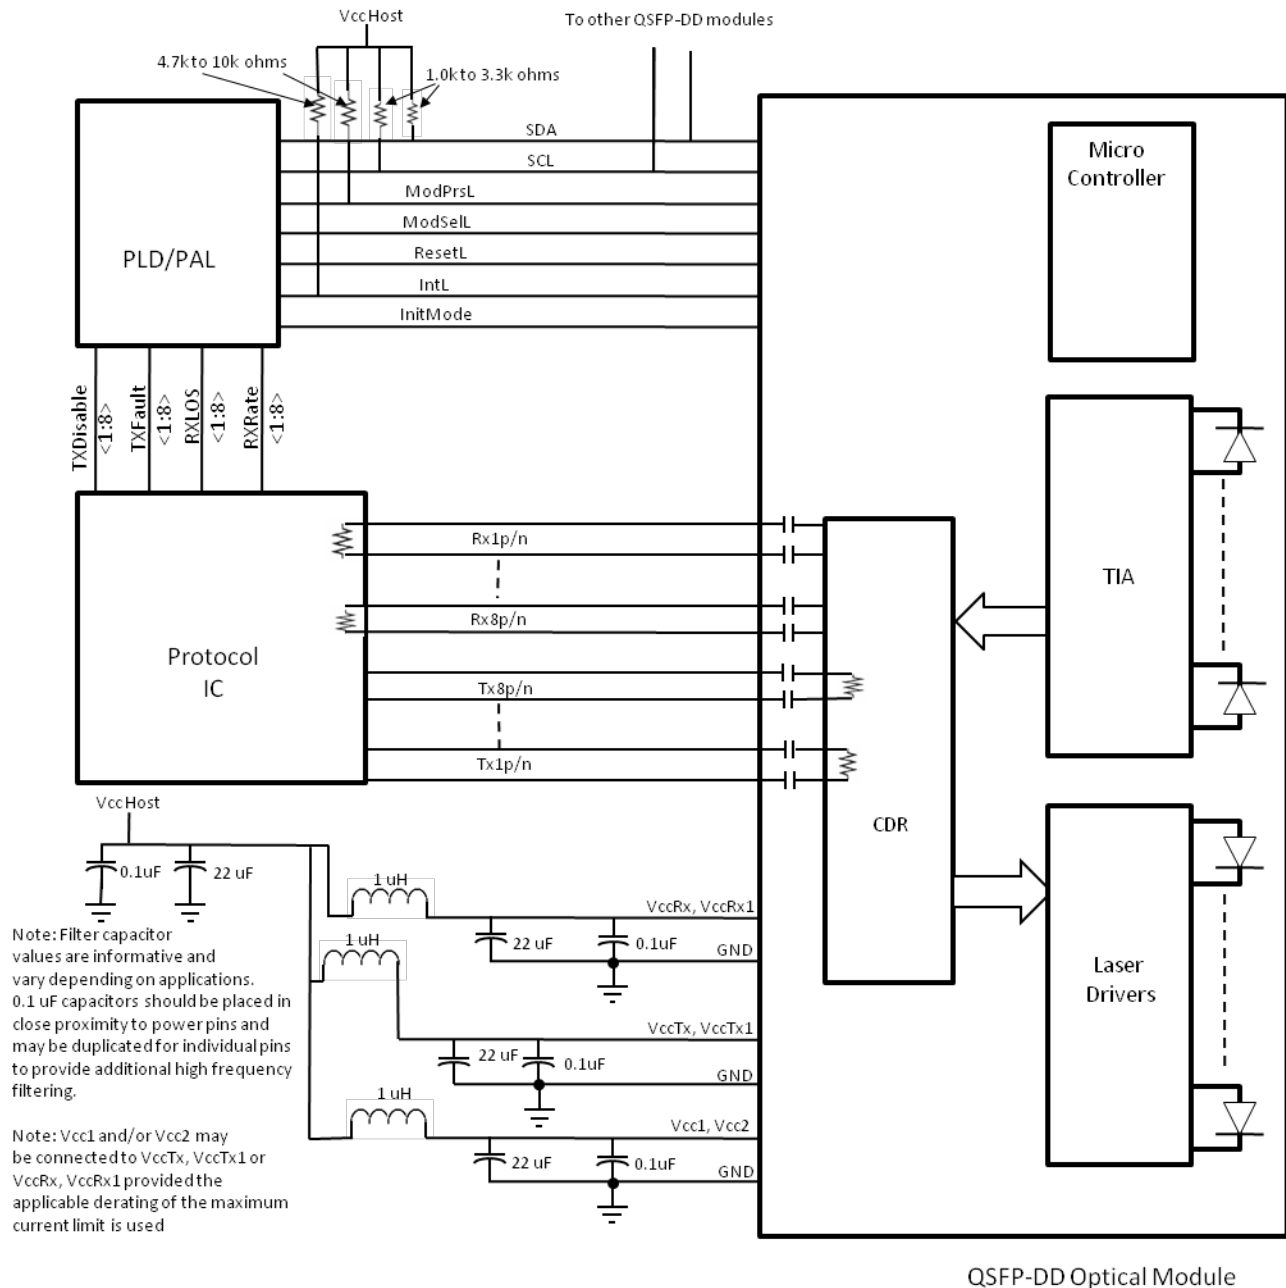 Vcc Host
To other QSFP-DD modules
4.7k to 10k ohms
1.0k to 3.3k ohms
SDA
SCL
ModPrsL
ModSelL
ResetL
IntL
InitMode
PLD/PAL
Micro
Controller
TXDisable
<1:8>
TXFault
<1:8>
RXLOS
<1:8>
RXRate
<1:8>
Rx1p/n
Rx8p/n
Tx8p/n
Tx1p/n
Protocol
IC
TIA
CDR
Laser
Drivers
Vcc Host
0.1uF
22 uF
1 uH
VccRx, VccRx1
22 uF
0.1uF
GND
1 uH
VccTx, VccTx1
22 uF
0.1uF
GND
1 uH
Vcc1, Vcc2
22 uF
0.1uF
GND
Note: Filter capacitor
values are informative and
vary depending on applications.
0.1 uF capacitors should be placed in
close proximity to power pins and
may be duplicated for individual pins
to provide additional high frequency
filtering.
Note: Vcc1 and/or Vcc2 may
be connected to VccTx, VccTx1 or
VccRx, VccRx1 provided the
applicable derating of the maximum
current limit is used
QSFP-DD Optical Module